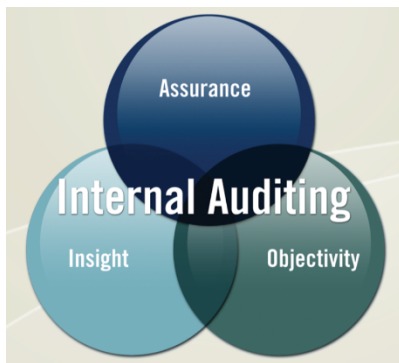 Assurance
Internal Auditing
Insight
Objectivity